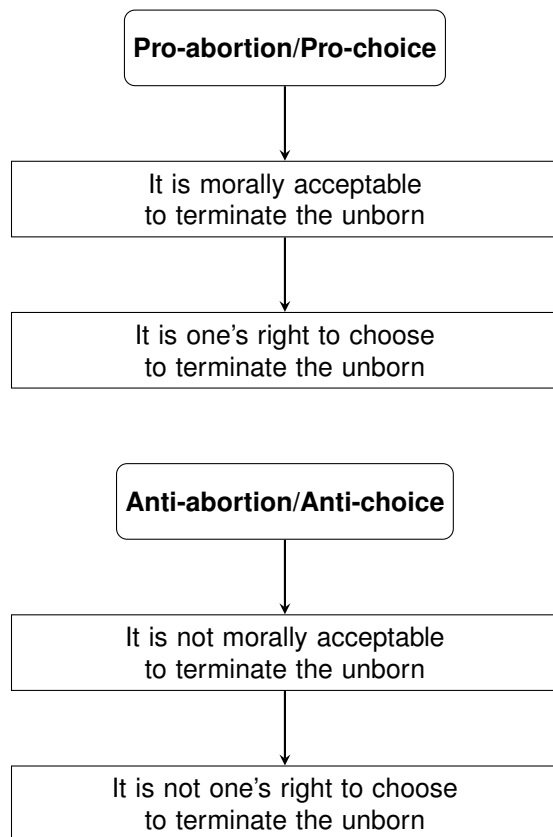 Pro-abortion/Pro-choice
It is morally acceptable
to terminate the unborn
It is one's right to choose
to terminate the unborn
Anti-abortion/Anti-choice
It is not morally acceptable
to terminate the unborn
It is not one's right to choose
to terminate the unborn